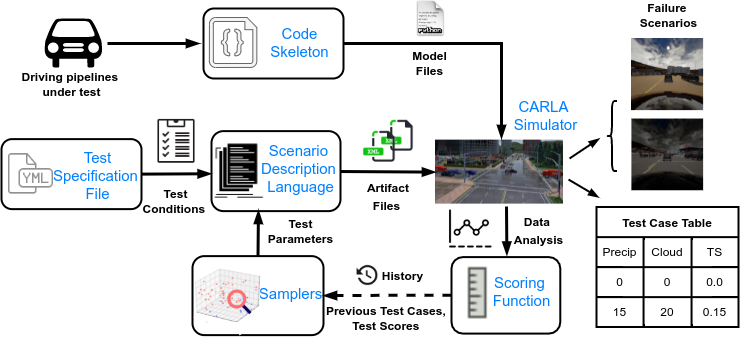 Failure
Scenarios
Code
Skeleton
{}
Python
Driving pipelines
under test
Model
Files
CARLA
Simulator
Test
Specification
File
YML
Test
Conditions
Scenario
Description
Language
XML
XML
Artifact
Files
Test
Parameters
Data
Analysis
Samplers
History
Previous Test Cases,
Test Scores
Scoring
Function
Test Case Table
Precip Cloud TS
0 0 0.0
15 20 0.15